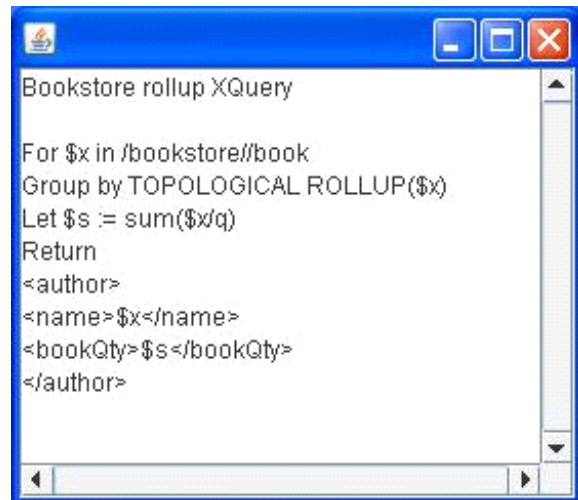 Bookstore rollup XQuery
For $x in /bookstore//book
Group by TOPOLOGICAL ROLLUP($x)
Let $s := sum($x/q)
Return
<author>
<name>$x</name>
<bookQty>$s</bookQty>
</author>